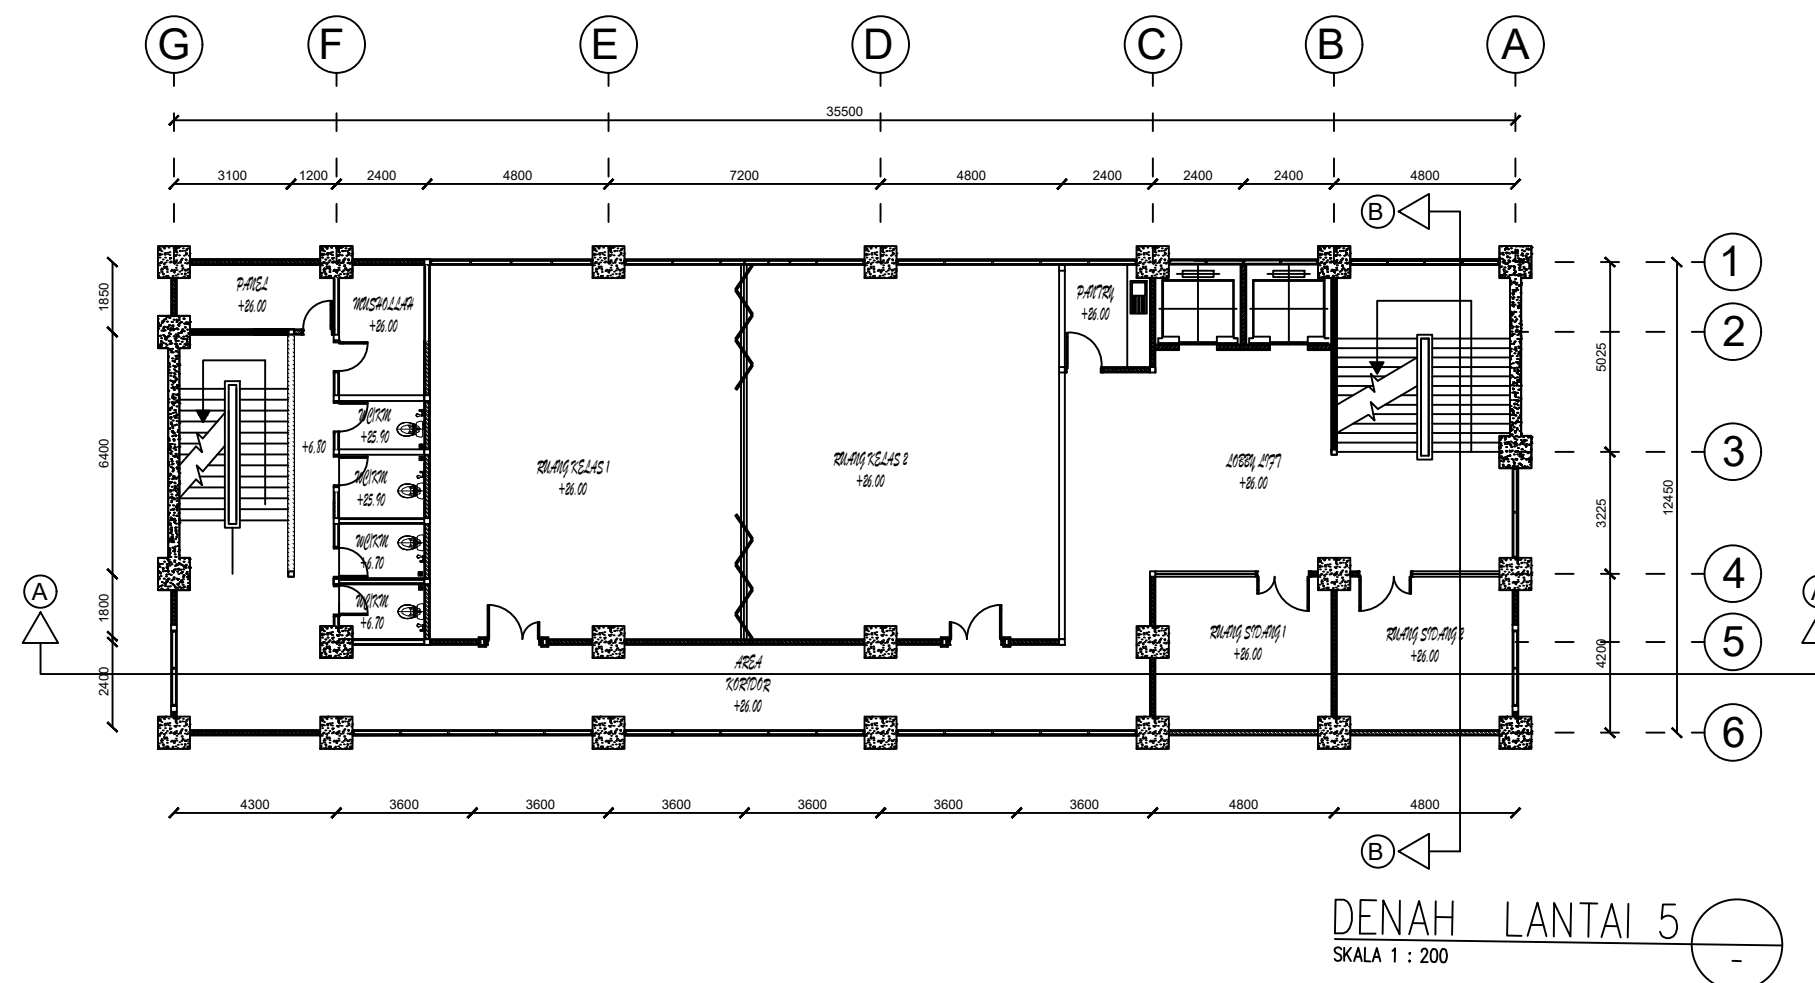 G F E D C B A
35500
3100 1200 2400 4800 7200 4800 2400 2400 2400 4800
B
1
2
3
4
5
6
1850
6400
1800
2400
5025
3225
4200
12450
PANEL
+26.00
MUSHOLLAH
+26.00
PANTRY
+26.00
WC/KM
+25.90
+6.80
WC/KM
+25.90
WC/KM
+6.70
WC/KM
+6.70
RUANG KELAS 1
+26.00
RUANG KELAS 2
+26.00
LOBBY LIFT
+26.00
RUANG SIDANG 1
+26.00
RUANG SIDANG 2
+26.00
AREA
KORIDOR
+26.00
A
A
4300 3600 3600 3600 3600 3600 3600 4800 4800
B
DENAH LANTAI 5
SKALA 1 : 200
-